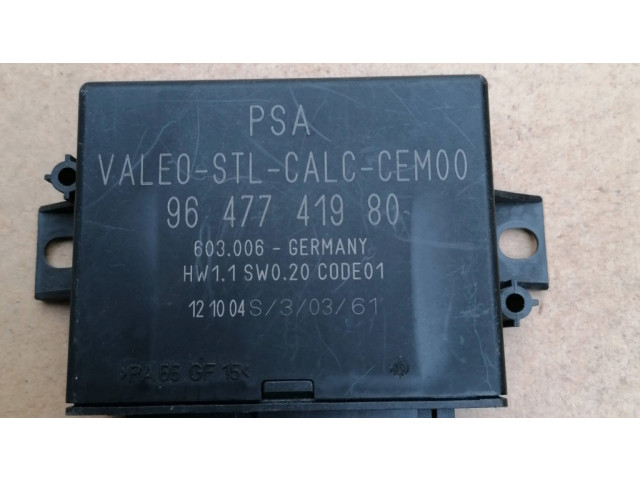 PSA
VALEO-STL-CALC-CEM00
96 477 419 80
603.006 - GERMANY
HW1.1 SW0.20 CODE01
12 10 04 S/3/03/61
>PA 66 GF 15<